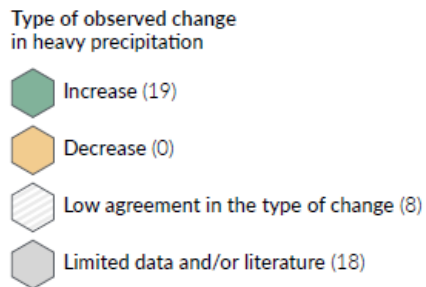 Type of observed change
in heavy precipitation
Increase (19)
Decrease (0)
Low agreement in the type of change (8)
Limited data and/or literature (18)